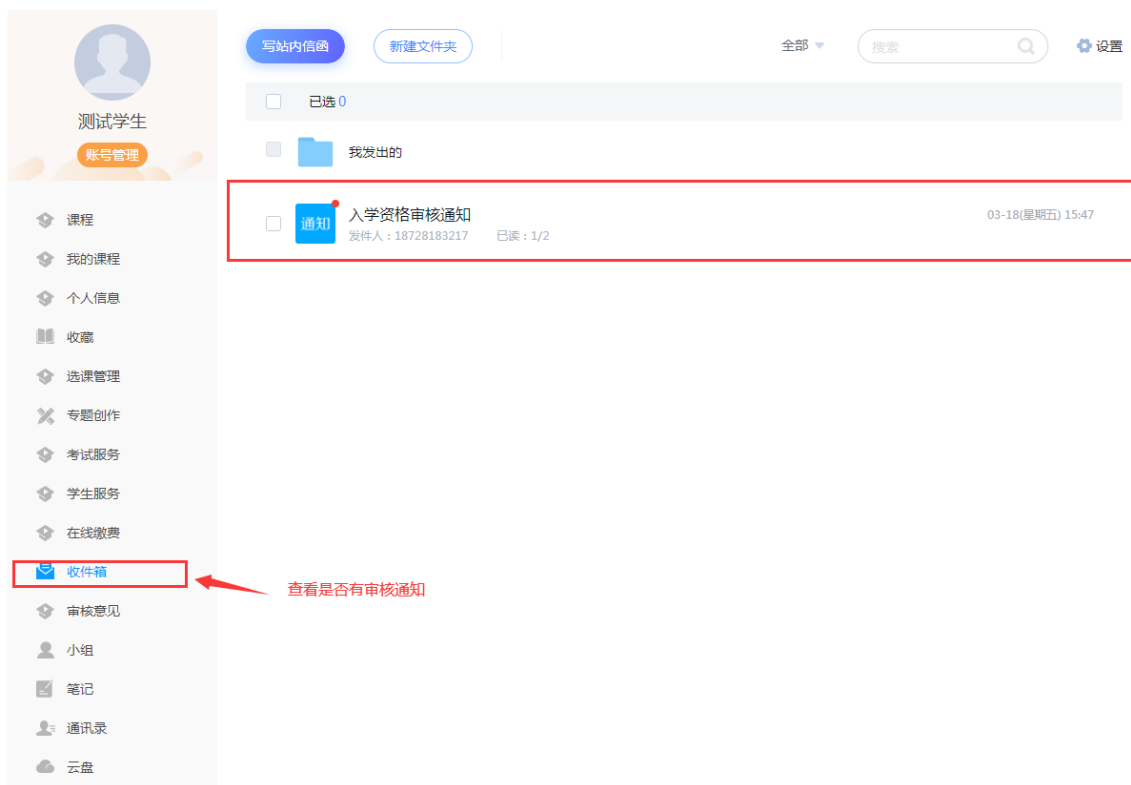 测试学生
账号管理
课程
我的课程
个人信息
收藏
选课管理
专题创作
考试服务
学生服务
在线缴费
收件箱
审核意见
小组
笔记
通讯录
云盘
写站内信函 新建文件夹 全部 搜索 设置
已选 0
我发出的
通知 入学资格审核通知 03-18(星期五) 15:47
发件人：18728183217 已读：1/2
查看是否有审核通知